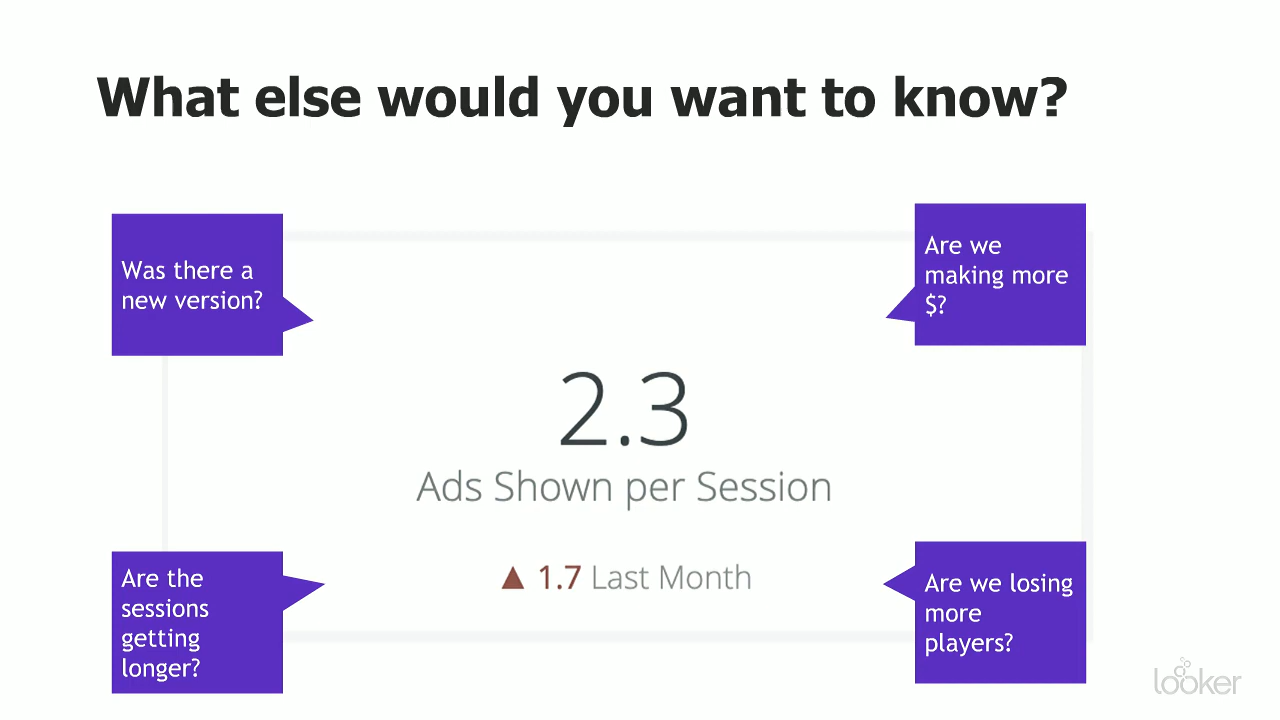 What else would you want to know?
Was there a
new version?
Are we
making more
$?
2.3
Ads Shown per Session
▲ 1.7 Last Month
Are the
sessions
getting
longer?
Are we losing
more
players?
looker